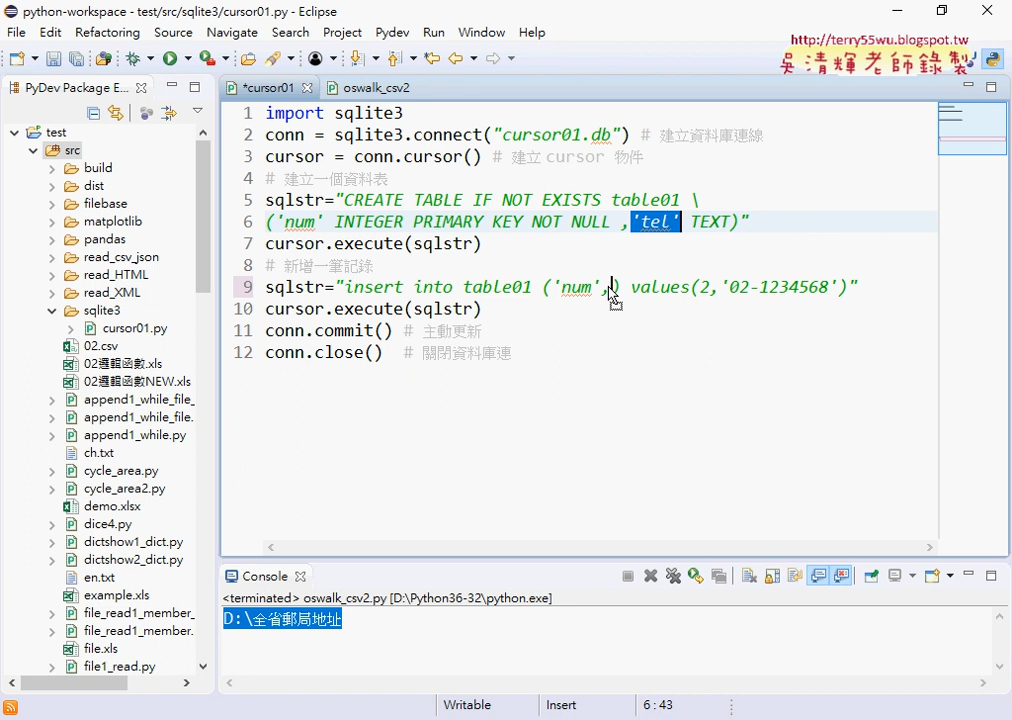 python-workspace - test/src/sqlite3/cursor01.py - Eclipse
File Edit Refactoring Source Navigate Search Project Pydev Run Window Help
http://terry55wu.blogspot.tw
吳清輝老師錄製
PyDev Package E...
*cursor01
oswalk_csv2
test
src
build
dist
filebase
matplotlib
pandas
read_csv_json
read_HTML
read_XML
sqlite3
cursor01.py
02.csv
02邏輯函數.xls
02邏輯函數NEW.xls
append1_while_file_
append1_while_file.
append1_while.py
ch.txt
cycle_area.py
cycle_area2.py
demo.xlsx
dice4.py
dictshow1_dict.py
dictshow2_dict.py
en.txt
example.xls
file_read1_member_
file_read1_member.
file.xls
file1_read.py
1 import sqlite3
2 conn = sqlite3.connect("cursor01.db") # 建立資料庫連線
3 cursor = conn.cursor() # 建立 cursor 物件
4 # 建立一個資料表
5 sqlstr="CREATE TABLE IF NOT EXISTS table01 \
6 ('num' INTEGER PRIMARY KEY NOT NULL ,'tel' TEXT)"
7 cursor.execute(sqlstr)
8 # 新增一筆記錄
9 sqlstr="insert into table01 ('num',) values(2,'02-1234568')"
10 cursor.execute(sqlstr)
11 conn.commit() # 主動更新
12 conn.close() # 關閉資料庫連
Console
<terminated> oswalk_csv2.py [D:\Python36-32\python.exe]
D:\全省郵局地址
Writable Insert 6 : 43